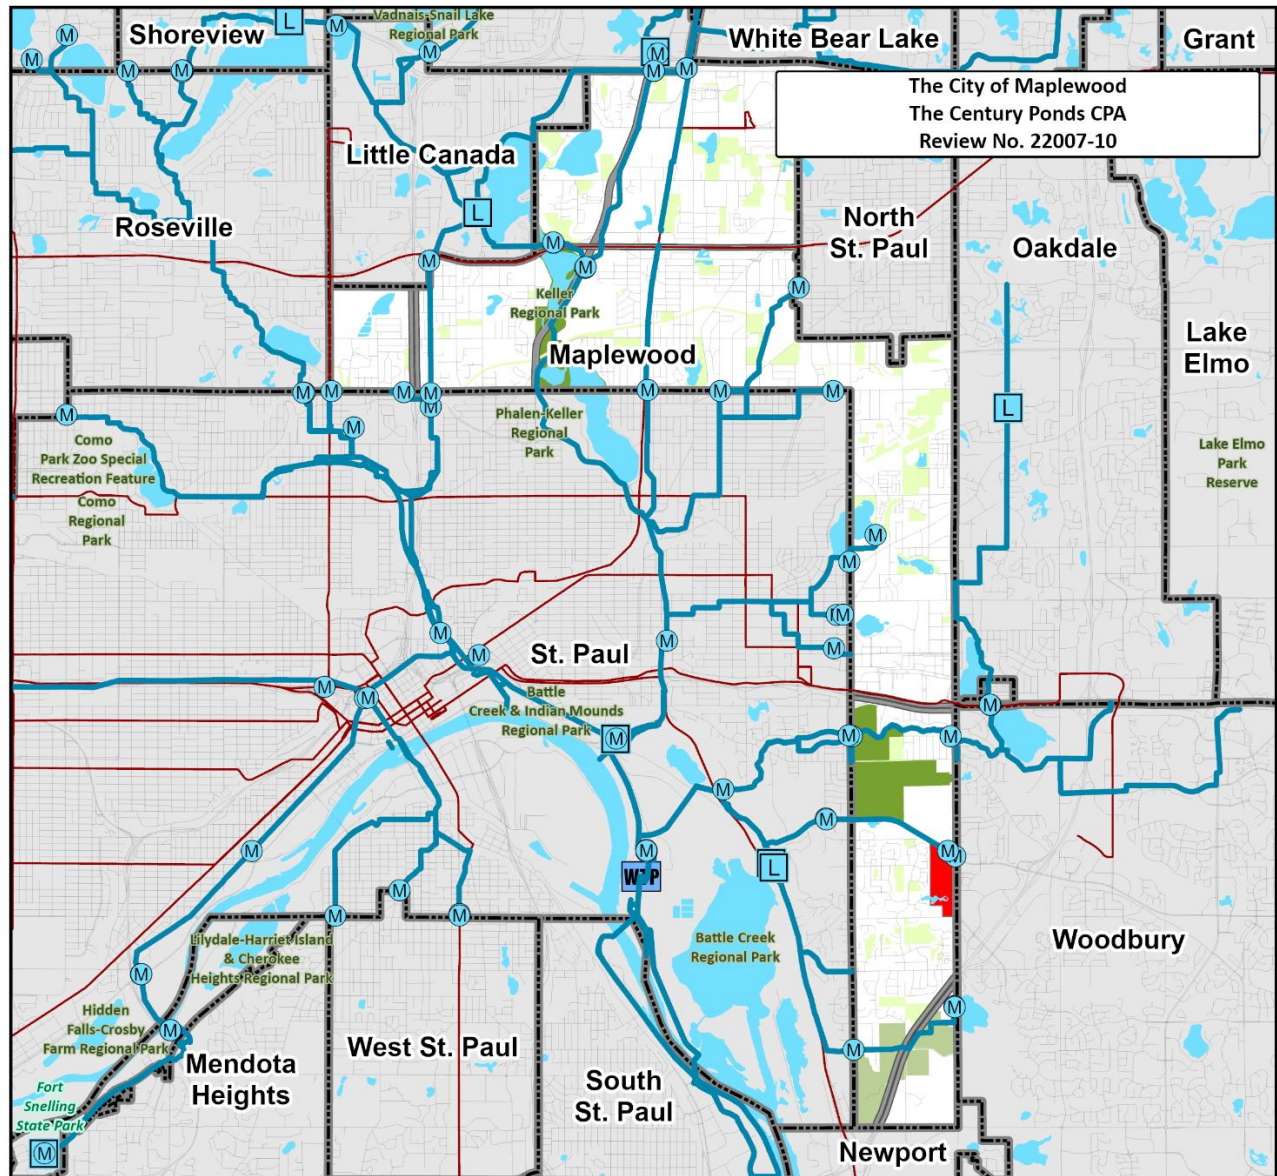 Shoreview
L
Vadnais-Snail Lake
Regional Park
White Bear Lake
Grant
The City of Maplewood
The Century Ponds CPA
Review No. 22007-10
Little Canada
L
Roseville
North
St. Paul
Oakdale
Keller
Regional Park
Maplewood
Lake
Elmo
Phalen-Keller
Regional
Park
L
Como
Park Zoo Special
Recreation Feature
Como
Regional
Park
Lake Elmo
Park
Reserve
St. Paul
Battle
Creek & Indian Mounds
Regional Park
M
L
Battle Creek
Regional Park
Woodbury
Lilydale-Harriet Island
& Cherokee
Heights Regional Park
Hidden
Falls-Crosby
Farm Regional Park
Mendota
Heights
West St. Paul
South
St. Paul
Fort
Snelling
State Park
M
Newport